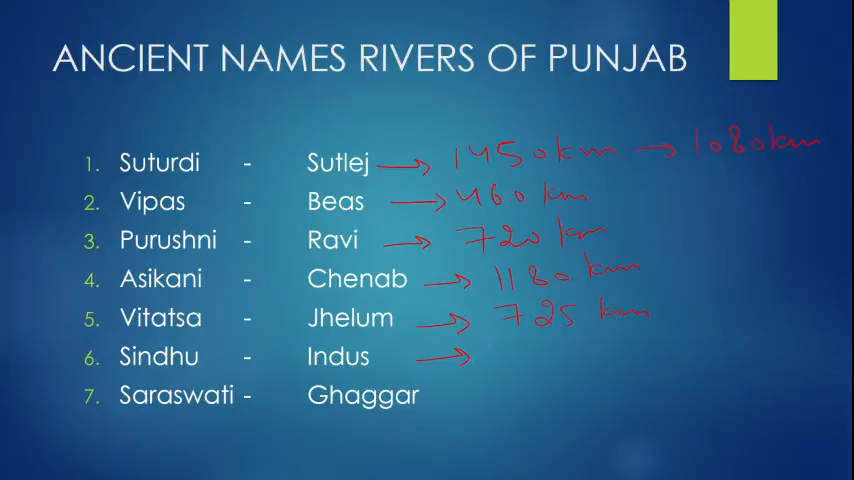 ANCIENT NAMES RIVERS OF PUNJAB
1. Suturdi - Sutlej → 1450km → 1080km
2. Vipas - Beas → 460 km
3. Purushni - Ravi → 720 km
4. Asikani - Chenab → 1180 km
5. Vitatsa - Jhelum → 725 km
6. Sindhu - Indus →
7. Saraswati - Ghaggar